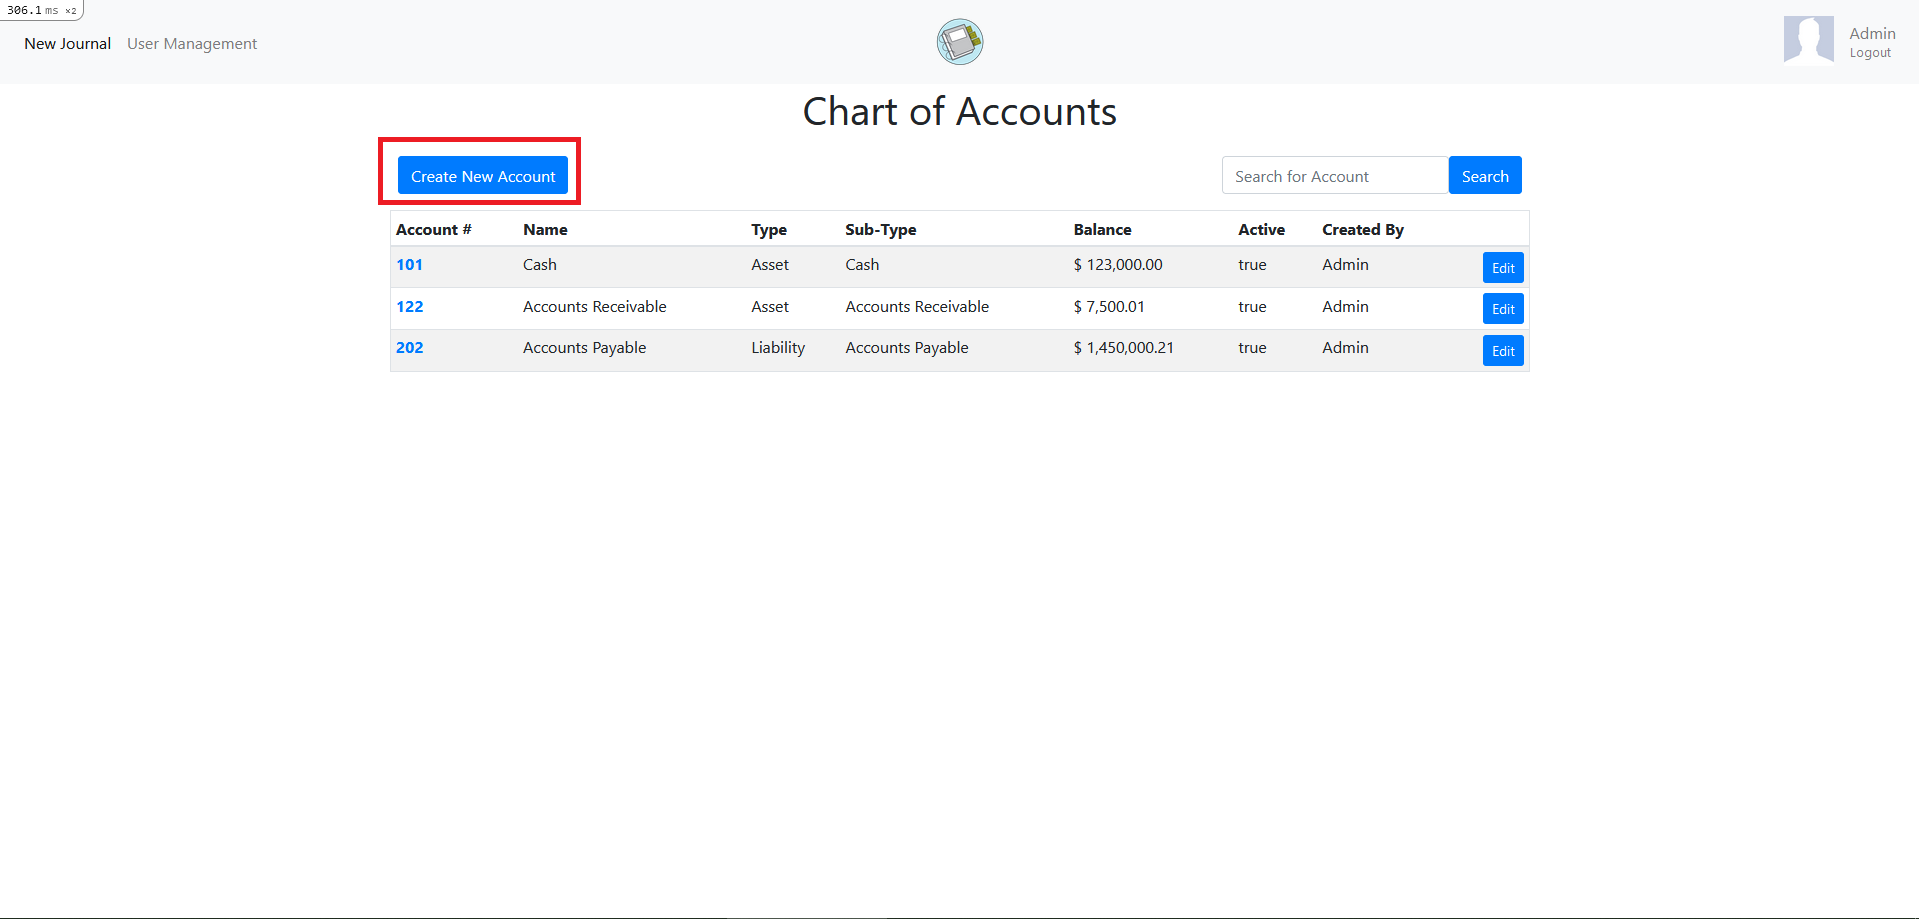 306.1 ms ×2
New Journal User Management
Admin
Logout
Chart of Accounts
Create New Account Search for Account Search
Account # Name Type Sub-Type Balance Active Created By
101 Cash Asset Cash $ 123,000.00 true Admin Edit
122 Accounts Receivable Asset Accounts Receivable $ 7,500.01 true Admin Edit
202 Accounts Payable Liability Accounts Payable $ 1,450,000.21 true Admin Edit